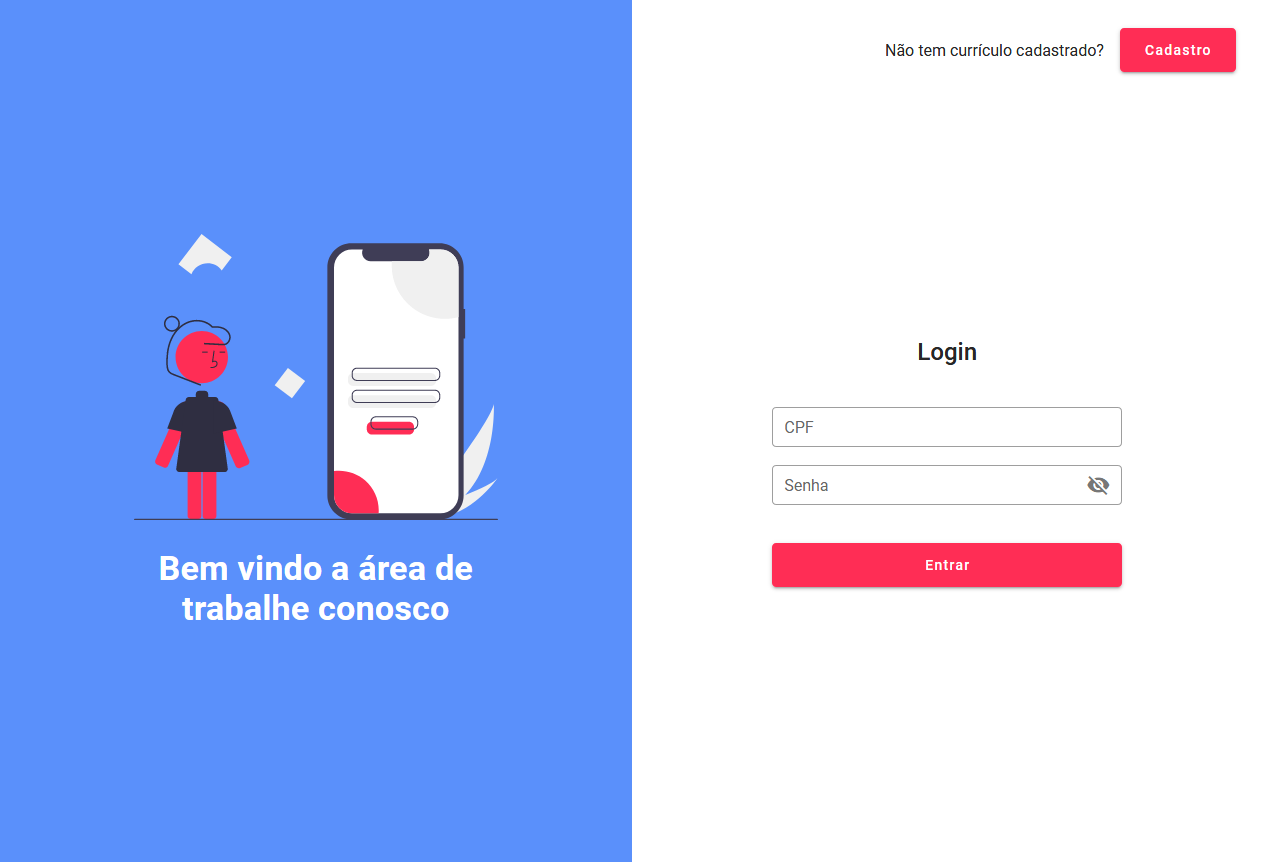 Não tem currículo cadastrado?
Cadastro
Bem vindo a área de
trabalhe conosco
Login
CPF
Senha
Entrar